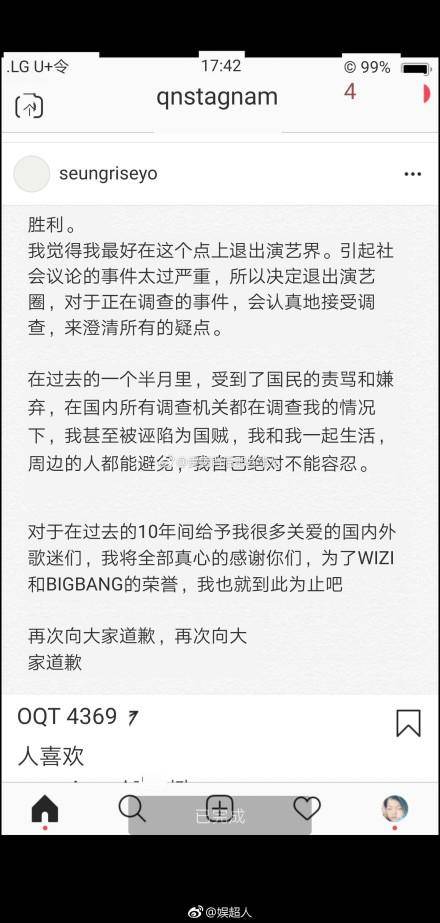 .LG U+令
17:42
© 99%
qnstagnam
4
seungriseyo
胜利。
我觉得我最好在这个点上退出演艺界。引起社
会议论的事件太过严重，所以决定退出演艺
圈，对于正在调查的事件，会认真地接受调
查，来澄清所有的疑点。
在过去的一个半月里，受到了国民的责骂和嫌
弃，在国内所有调查机关都在调查我的情况
下，我甚至被诬陷为国贼，我和我一起生活，
周边的人都能避免，我自己绝对不能容忍。
对于在过去的10年间给予我很多关爱的国内外
歌迷们，我将全部真心的感谢你们，为了WIZI
和BIGBANG的荣誉，我也就到此为止吧
再次向大家道歉，再次向大
家道歉
OQT 4369
人喜欢
已完成
@娱超人